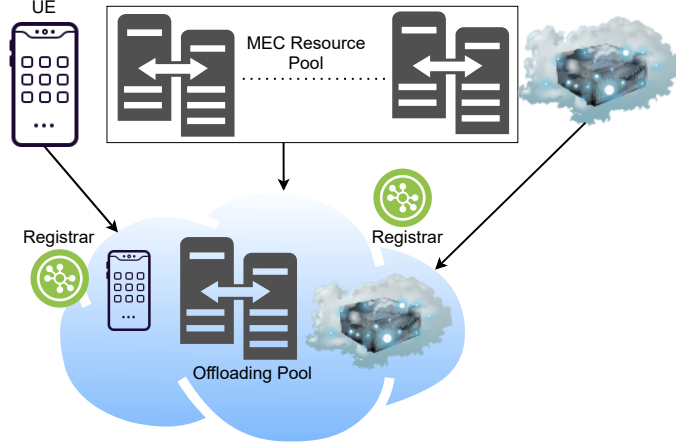 UE
MEC Resource
Pool
Registrar
Registrar
Offloading Pool